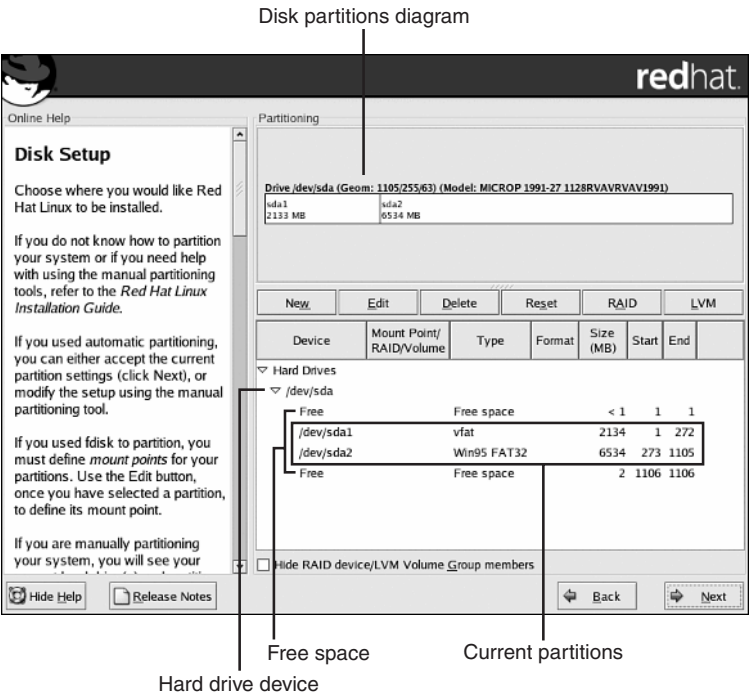 Disk partitions diagram
redhat.
Online Help
Disk Setup
Choose where you would like Red
Hat Linux to be installed.
If you do not know how to partition
your system or if you need help
with using the manual partitioning
tools, refer to the Red Hat Linux
Installation Guide.
If you used automatic partitioning,
you can either accept the current
partition settings (click Next), or
modify the setup using the manual
partitioning tool.
If you used fdisk to partition, you
must define mount points for your
partitions. Use the Edit button,
once you have selected a partition,
to define its mount point.
If you are manually partitioning
your system, you will see your
Partitioning
Drive /dev/sda (Geom: 1105/255/63) (Model: MICROP 1991-27 1128RVAVRVAV1991)
sda1 sda2
2133 MB 6534 MB
New Edit Delete Reset RAID LVM
Device Mount Point/ RAID/Volume Type Format Size (MB) Start End
Hard Drives
/dev/sda
Free Free space < 1 1 1
/dev/sda1 vfat 2134 1 272
/dev/sda2 Win95 FAT32 6534 273 1105
Free Free space 2 1106 1106
Hide RAID device/LVM Volume Group members
Hide Help Release Notes Back Next
Free space
Current partitions
Hard drive device